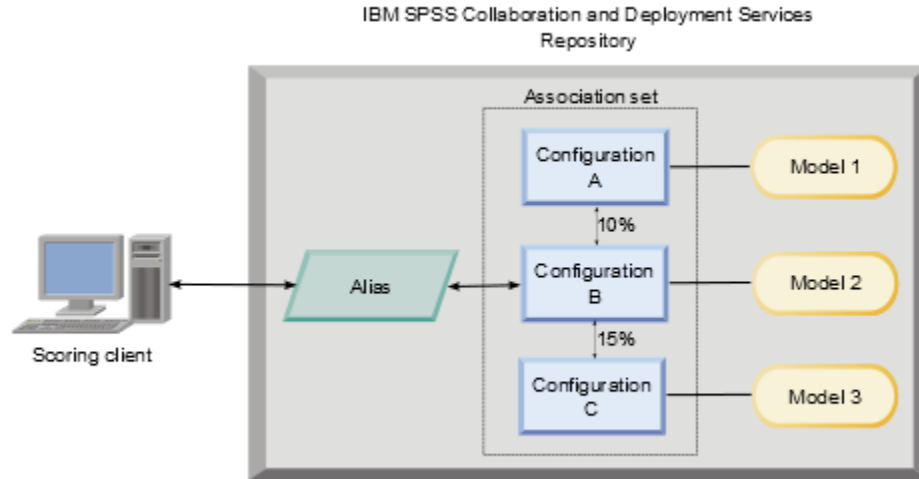 IBM SPSS Collaboration and Deployment Services
Repository
Association set
Configuration
A
Model 1
10%
Scoring client
Alias
Configuration
B
Model 2
15%
Configuration
C
Model 3